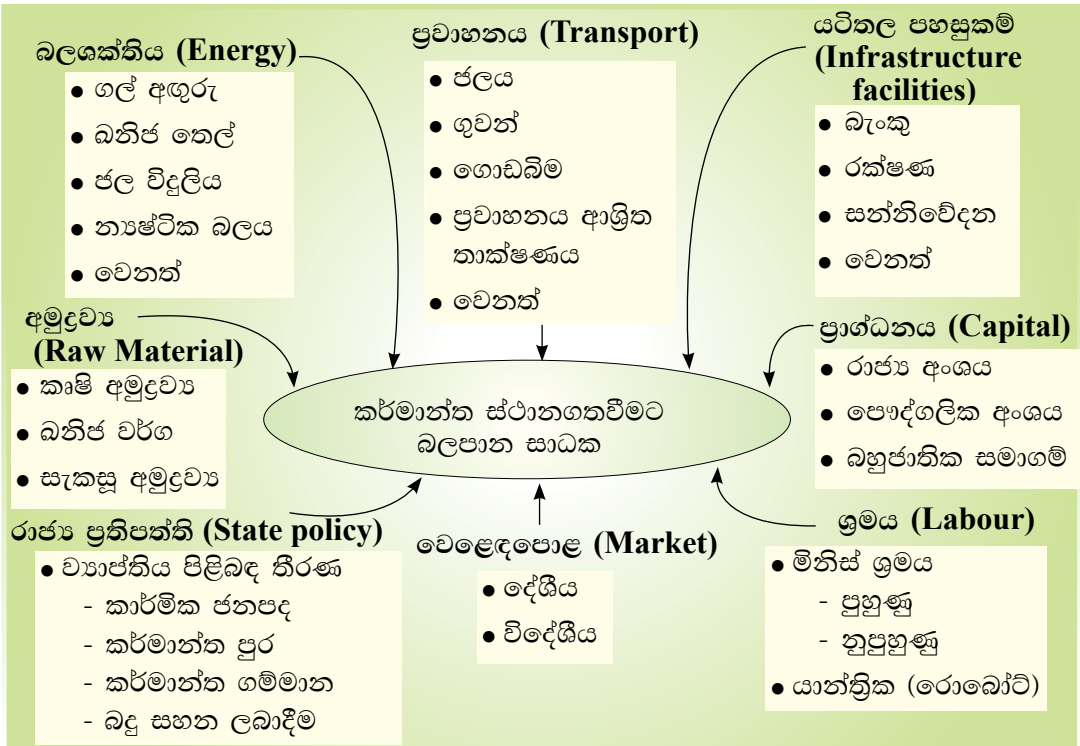 බලශක්තිය (Energy)
• ගල් අඟුරු
• ඛනිජ තෙල්
• ජල විදුලිය
• න්‍යෂ්ටික බලය
• වෙනත්
ප්‍රවාහනය (Transport)
• ජලය
• ගුවන්
• ගොඩබිම
• ප්‍රවාහනය ආශ්‍රිත
තාක්ෂණය
• වෙනත්
යටිතල පහසුකම්
(Infrastructure
facilities)
• බැංකු
• රක්ෂණ
• සන්නිවේදන
• වෙනත්
අමුද්‍රව්‍ය
(Raw Material)
• කෘෂි අමුද්‍රව්‍ය
• ඛනිජ වර්ග
• සැකසූ අමුද්‍රව්‍ය
කර්මාන්ත ස්ථානගතවීමට
බලපාන සාධක
ප්‍රාග්ධනය (Capital)
• රාජ්‍ය අංශය
• පෞද්ගලික අංශය
• බහුජාතික සමාගම්
රාජ්‍ය ප්‍රතිපත්ති (State policy)
• ව්‍යාප්තිය පිළිබඳ තීරණ
- කාර්මික ජනපද
- කර්මාන්ත පුර
- කර්මාන්ත ගම්මාන
- බදු සහන ලබාදීම
වෙළෙඳපොළ (Market)
• දේශීය
• විදේශීය
ශ්‍රමය (Labour)
• මිනිස් ශ්‍රමය
- පුහුණු
- නුපුහුණු
• යාන්ත්‍රික (රොබෝට්)